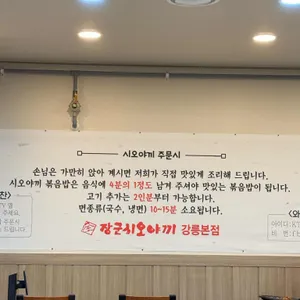 시오야끼 주문시
손님은 가만히 앉아 계시면 저희가 직접 맛있게 조리해 드립니다.
시오야끼 볶음밥은 음식에 4분의 1정도 남겨 주셔야 맛있는 볶음밥이 됩니다.
고기 추가는 2인분부터 가능합니다.
면종류(국수, 냉면) 10~15분 소요됩니다.
장군시오야끼 강릉본점